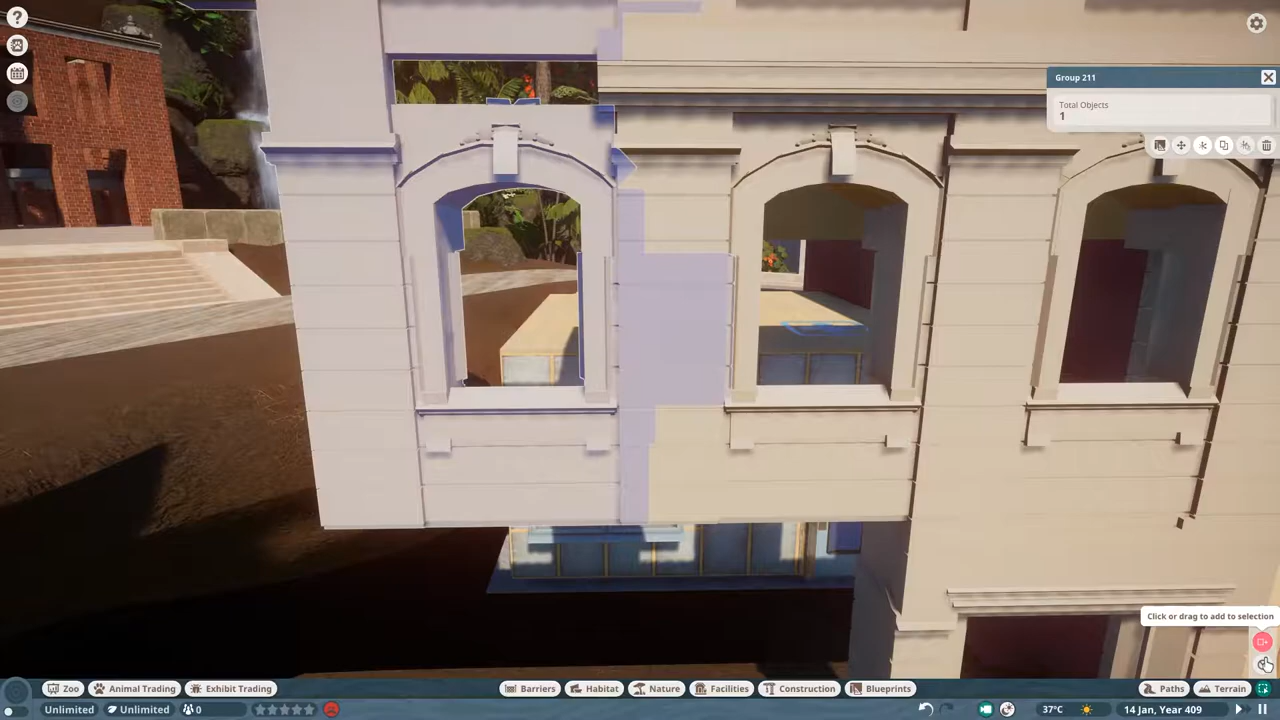 ?
Group 211
Total Objects
1
Click or drag to add to selection
Zoo
Animal Trading
Exhibit Trading
Barriers
Habitat
Nature
Facilities
Construction
Blueprints
Paths
Terrain
Unlimited
Unlimited
0
37°C
14 Jan, Year 409